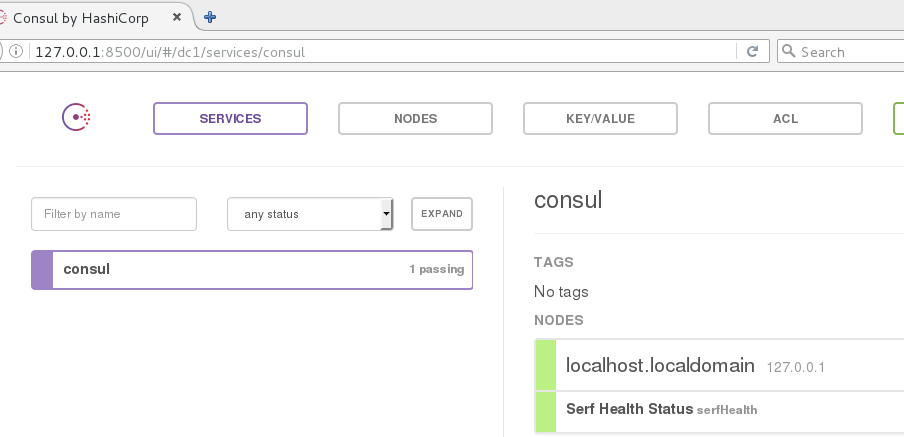 Consul by HashiCorp
127.0.0.1:8500/ui/#/dc1/services/consul
Search
SERVICES
NODES
KEY/VALUE
ACL
Filter by name
any status
EXPAND
consul
1 passing
consul
TAGS
No tags
NODES
localhost.localdomain 127.0.0.1
Serf Health Status serfHealth